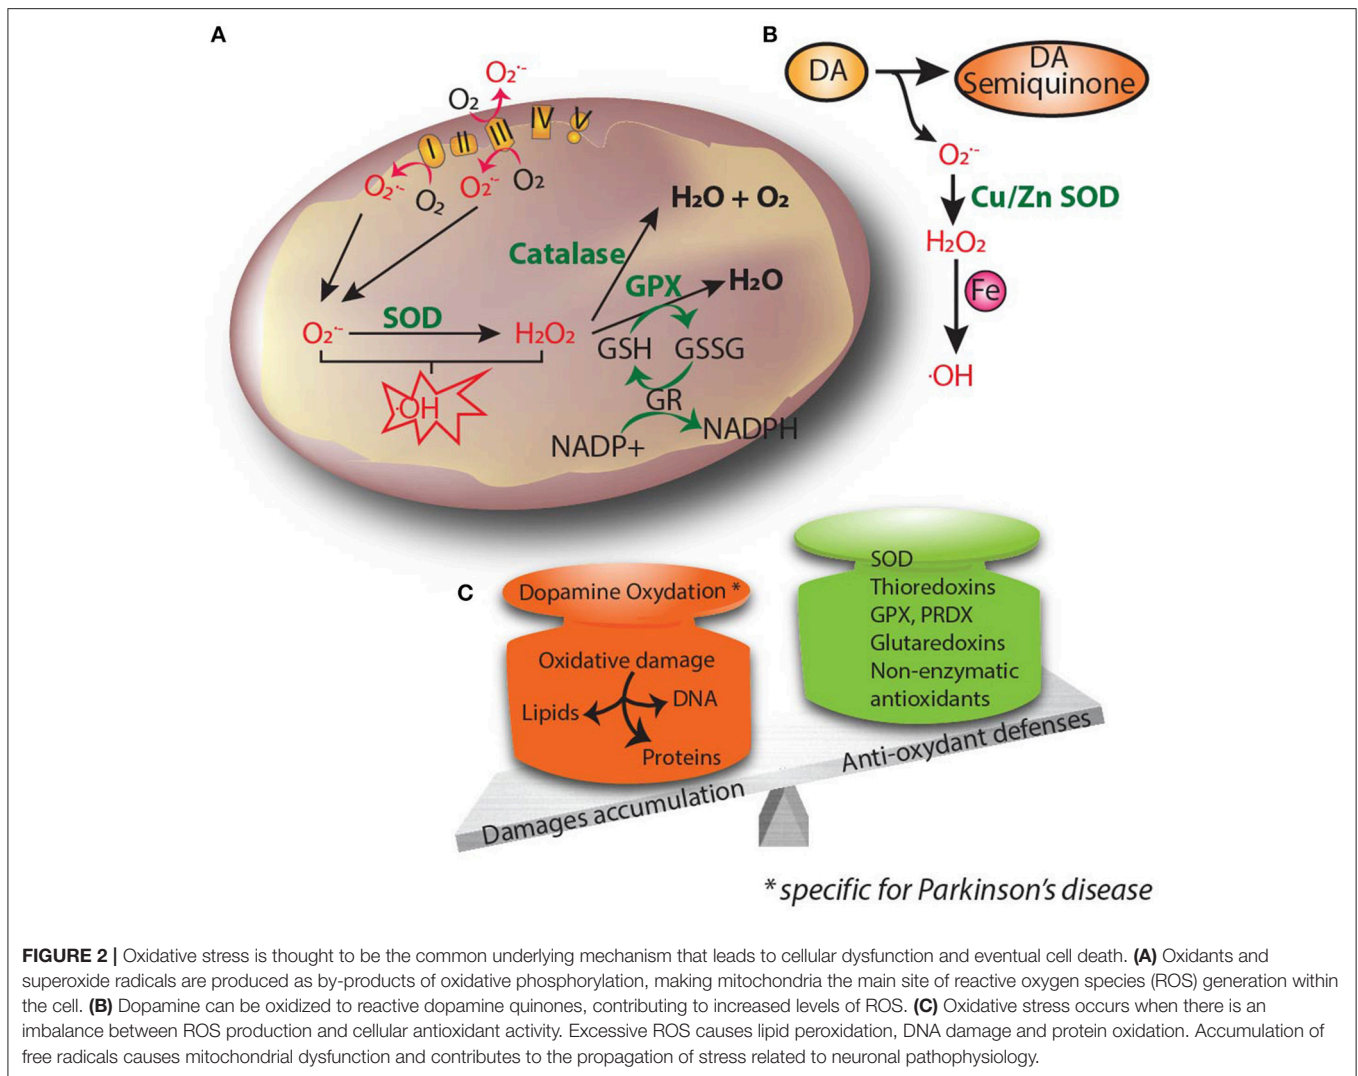 A
O₂·-
O₂
I
II
III
IV
V
O₂·-
O₂
O₂·-
O₂
H₂O + O₂
Catalase
GPX
H₂O
O₂·-
SOD
H₂O₂
GSH
GSSG
·OH
GR
NADP+
NADPH
B
DA
DA
Semiquinone
O₂·-
Cu/Zn SOD
H₂O₂
Fe
·OH
C
Dopamine Oxydation *
Oxidative damage
Lipids
DNA
Proteins
SOD
Thioredoxins
GPX, PRDX
Glutaredoxins
Non-enzymatic
antioxidants
Damages accumulation
Anti-oxydant defenses
* specific for Parkinson's disease
FIGURE 2 | Oxidative stress is thought to be the common underlying mechanism that leads to cellular dysfunction and eventual cell death. (A) Oxidants and
superoxide radicals are produced as by-products of oxidative phosphorylation, making mitochondria the main site of reactive oxygen species (ROS) generation within
the cell. (B) Dopamine can be oxidized to reactive dopamine quinones, contributing to increased levels of ROS. (C) Oxidative stress occurs when there is an
imbalance between ROS production and cellular antioxidant activity. Excessive ROS causes lipid peroxidation, DNA damage and protein oxidation. Accumulation of
free radicals causes mitochondrial dysfunction and contributes to the propagation of stress related to neuronal pathophysiology.